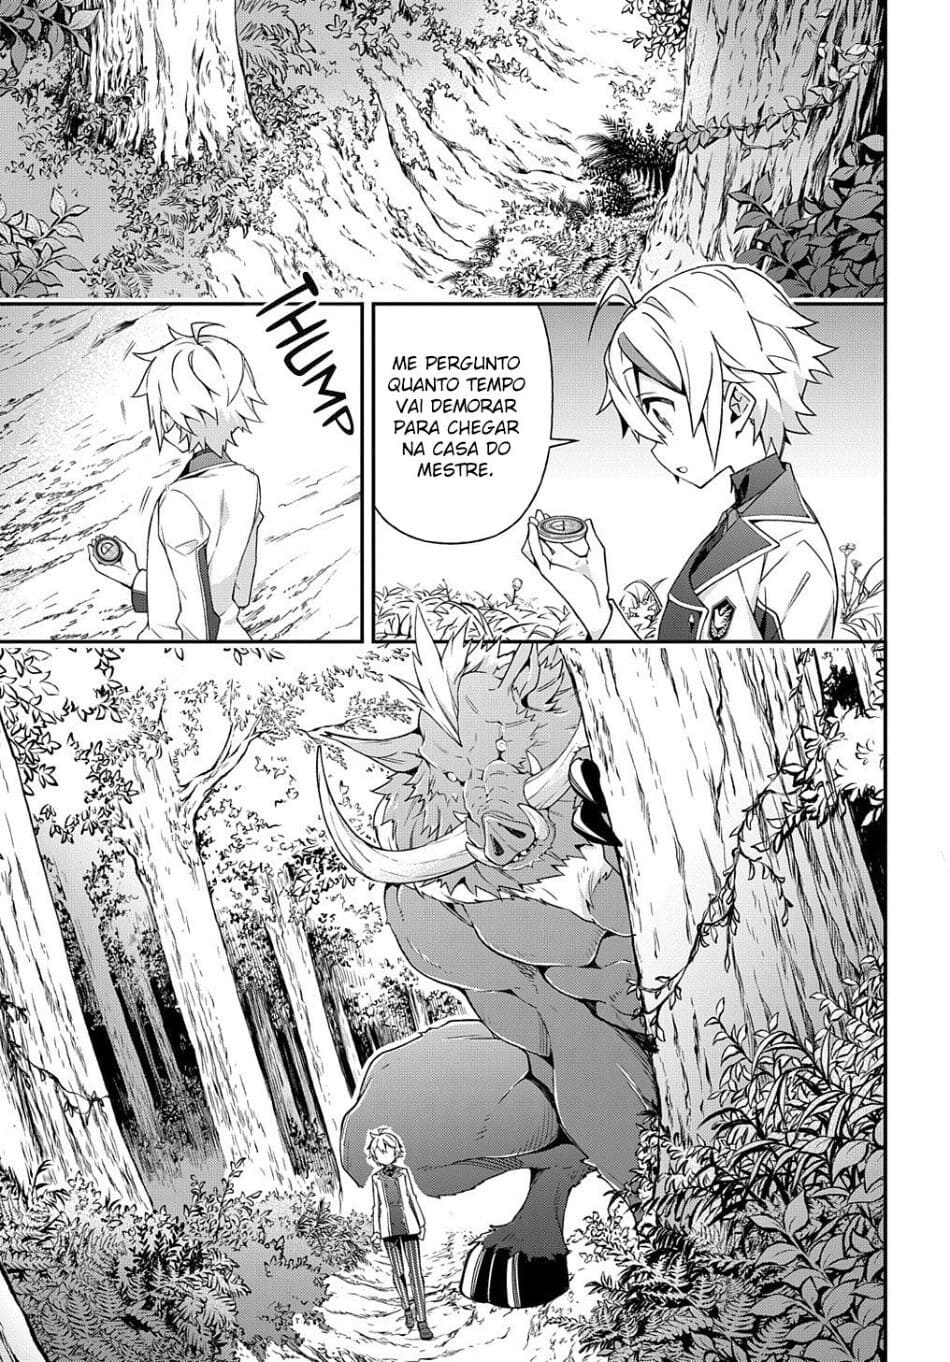 ME PERGUNTO
QUANTO TEMPO
VAI DEMORAR
PARA CHEGAR
NA CASA DO
MESTRE.
THUMP